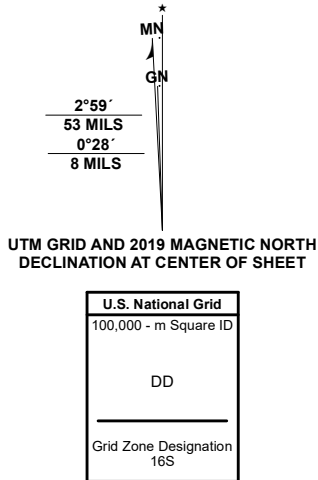 MN
GN
2°59´
53 MILS
0°28´
8 MILS
UTM GRID AND 2019 MAGNETIC NORTH
DECLINATION AT CENTER OF SHEET
U.S. National Grid
100,000 - m Square ID
DD
Grid Zone Designation
16S